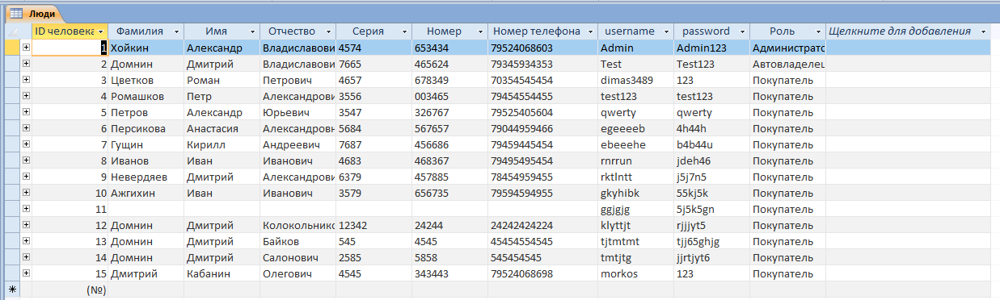 Люди
ID человека Фамилия Имя Отчество Серия Номер Номер телефона username password Роль Щелкните для добавления
1 Хойкин Александр Владиславови 4574 653434 79524068603 Admin Admin123 Администрато
2 Домнин Дмитрий Владиславови 7665 465624 79345934353 Test Test123 Автовладелец
3 Цветков Роман Петрович 4657 678349 70354545454 dimas3489 123 Покупатель
4 Ромашков Петр Александрови 3556 003465 79454554455 test123 test123 Покупатель
5 Петров Александр Юрьевич 3547 326767 79525405604 qwerty qwerty Покупатель
6 Персикова Анастасия Александровн 5684 567657 79044959466 egeeeeb 4h44h Покупатель
7 Гущин Кирилл Андреевич 7687 456686 79459445454 ebeeehe b4b44u Покупатель
8 Иванов Иван Иванович 4683 468367 79495495454 rnrrun jdeh46 Покупатель
9 Невердяев Дмитрий Александрови 6379 457885 78454959455 rktlntt j5j7n5 Покупатель
10 Ажгихин Иван Иванович 3579 656735 79594594955 gkyhibk 55kj5k Покупатель
11 ggjgjg 5j5k5gn Покупатель
12 Домнин Дмитрий Колокольнико 12342 24244 24242424224 klyttjt rjjjyt5 Покупатель
13 Домнин Дмитрий Байков 545 4545 45454554545 tjtmtmt tjj65ghjg Покупатель
14 Домнин Дмитрий Салонович 2585 5858 545454545 tmtjtg jjrtjyt6 Покупатель
15 Дмитрий Кабанин Олегович 4545 343443 79524068698 morkos 123 Покупатель
(№)